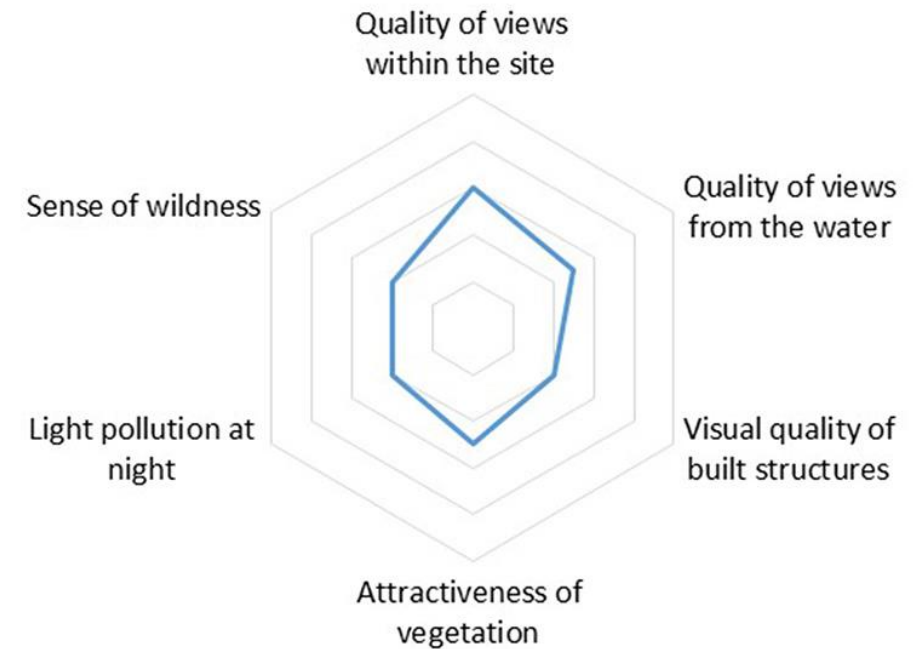 Quality of views
within the site
Quality of views
from the water
Visual quality of
built structures
Attractiveness of
vegetation
Light pollution at
night
Sense of wildness